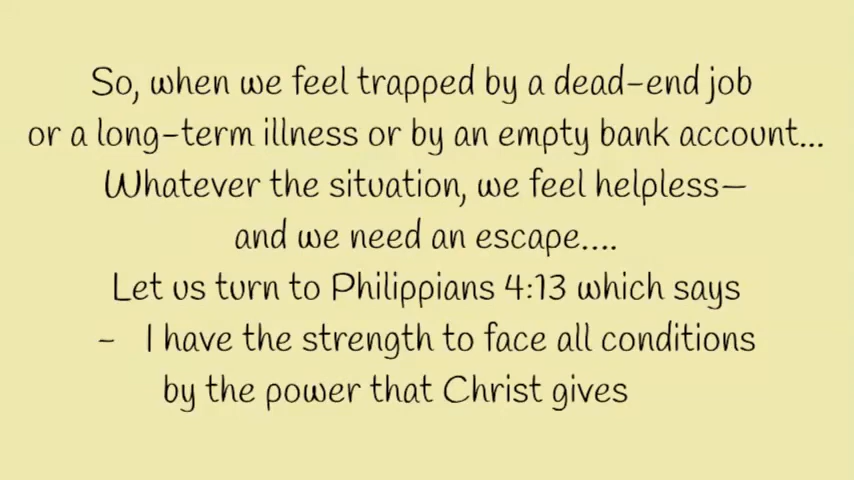 So, when we feel trapped by a dead-end job
or a long-term illness or by an empty bank account...
Whatever the situation, we feel helpless—
and we need an escape....
Let us turn to Philippians 4:13 which says
- I have the strength to face all conditions
by the power that Christ gives